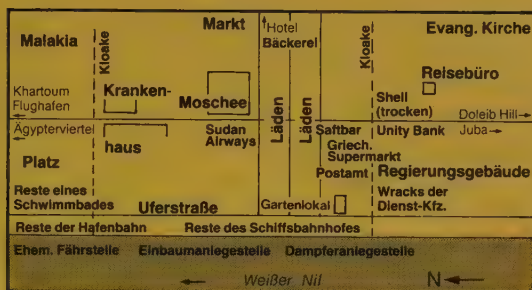 Markt
↑Hotel
Evang. Kirche
Malakia
Kloake
Bäckerei
Kloake
Reisebüro
Khartoum
Flughafen
←
Kranken-
Moschee
Läden
Läden
Shell
(trocken)
Doleib Hill→
Ägypterviertel
←
Sudan
Airways
Saftbar
Unity Bank
Juba→
haus
Griech.
Supermarkt
Platz
Postamt
Regierungsgebäude
Reste eines
Schwimmbades
Uferstraße
Gartenlokal
Wracks der
Dienst-Kfz.
Reste der Hafenbahn
Reste des Schiffsbahnhofes
Ehem. Fährstelle
Einbaumanlegestelle
Dampferanlegestelle
← Weißer Nil
N←